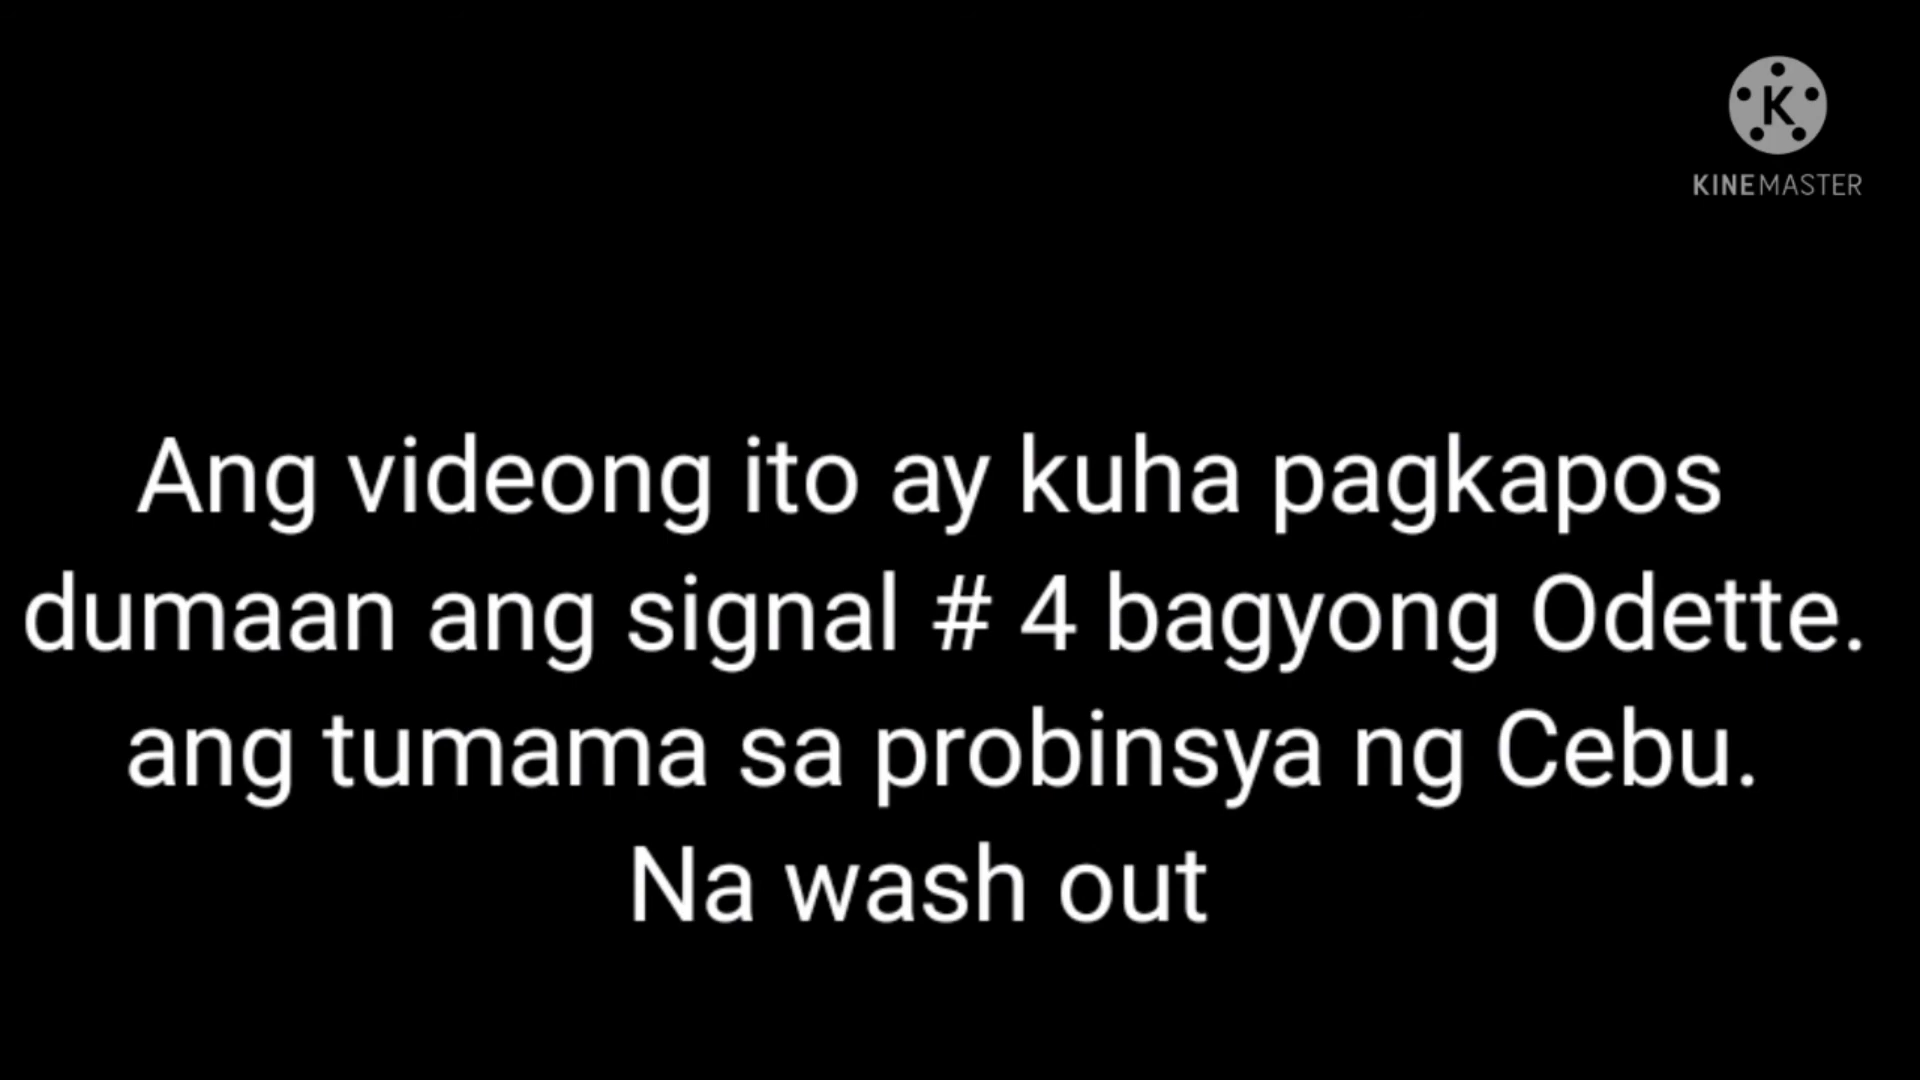 KINEMASTER
Ang videong ito ay kuha pagkapos
dumaan ang signal # 4 bagyong Odette.
ang tumama sa probinsya ng Cebu.
Na wash out